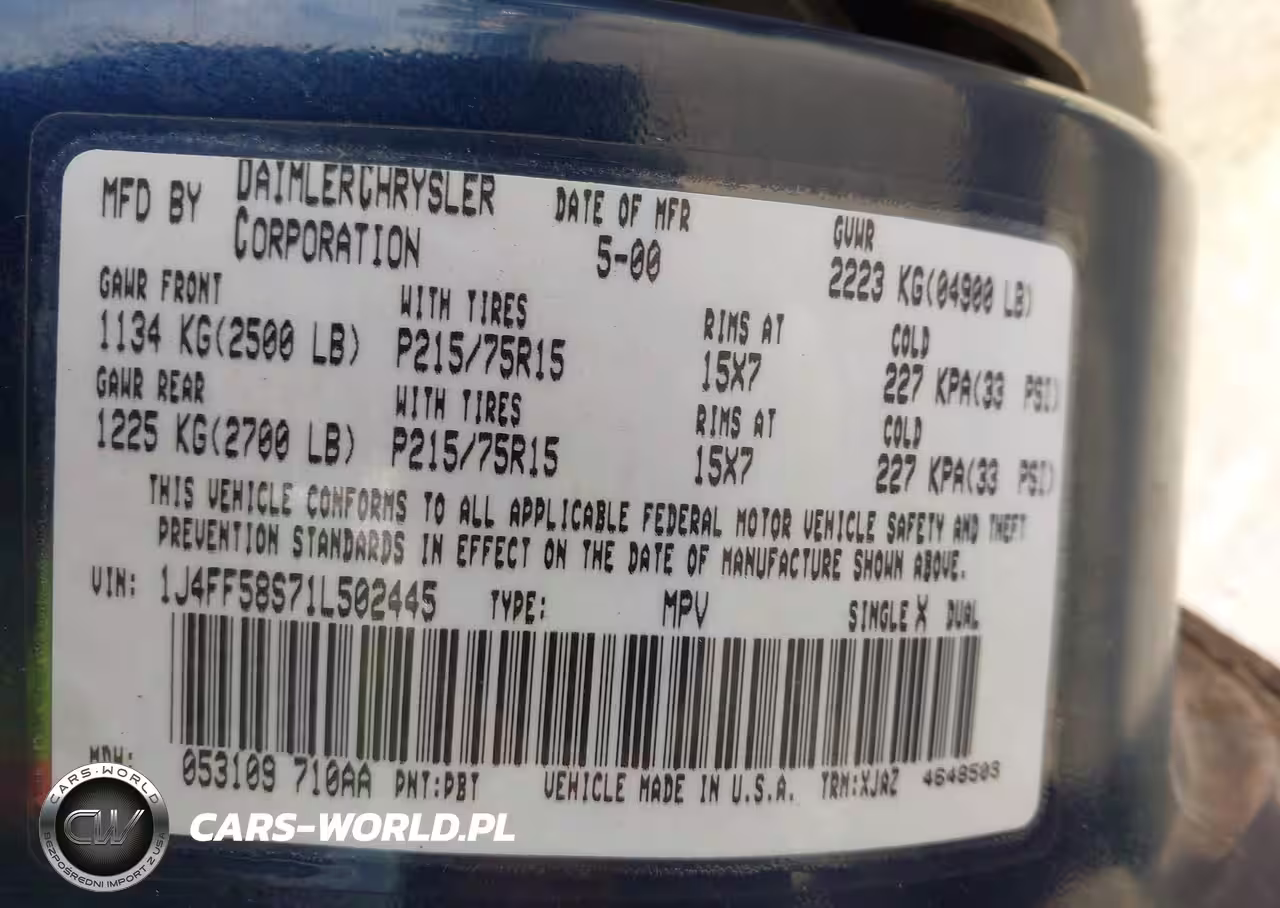 MFD BY DAIMLERCHRYSLER CORPORATION DATE OF MFR 5-00 GVWR 2223 KG(04900 LB)
GAWR FRONT WITH TIRES RIMS AT COLD
1134 KG(2500 LB) P215/75R15 15X7 227 KPA(33 PSI)
GAWR REAR WITH TIRES RIMS AT COLD
1225 KG(2700 LB) P215/75R15 15X7 227 KPA(33 PSI)
THIS VEHICLE CONFORMS TO ALL APPLICABLE FEDERAL MOTOR VEHICLE SAFETY AND THEFT
PREVENTION STANDARDS IN EFFECT ON THE DATE OF MANUFACTURE SHOWN ABOVE.
VIN: 1J4FF58S71L502445 TYPE: MPV SINGLE X DUAL
MDH: 053109 710AA PNT:PBT VEHICLE MADE IN U.S.A. TRM:XJAZ 4648503
CARS-WORLD
CW
BEZPOŚREDNI IMPORT Z USA
CARS-WORLD.PL